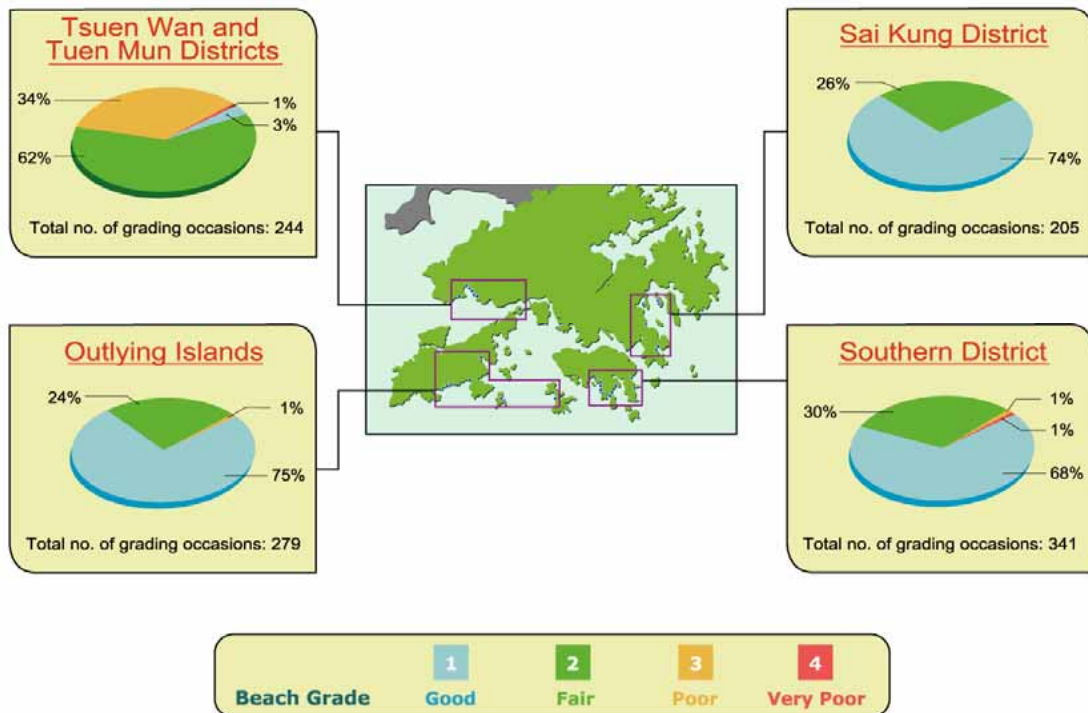 Tsuen Wan and
Tuen Mun Districts
34%
1%
3%
62%
Total no. of grading occasions: 244
Sai Kung District
26%
74%
Total no. of grading occasions: 205
Outlying Islands
24%
1%
75%
Total no. of grading occasions: 279
Southern District
30%
1%
1%
68%
Total no. of grading occasions: 341
Beach Grade
1
Good
2
Fair
3
Poor
4
Very Poor